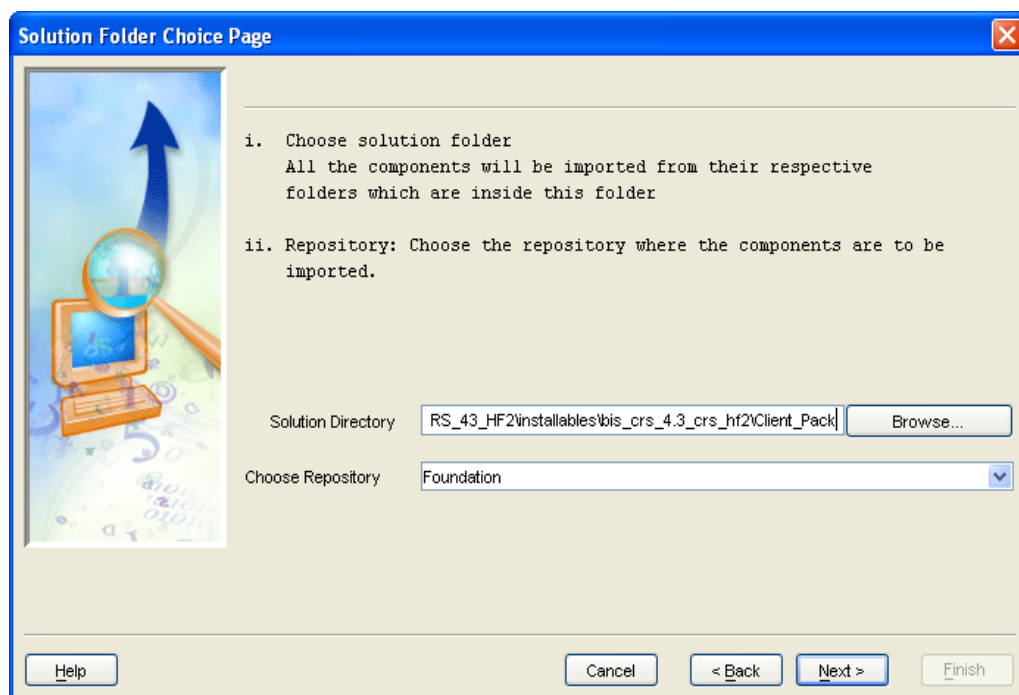 Solution Folder Choice Page
i. Choose solution folder
All the components will be imported from their respective
folders which are inside this folder
ii. Repository: Choose the repository where the components are to be
imported.
Solution Directory RS_43_HF2\installables\bis_crs_4.3_crs_hf2\Client_Pack Browse...
Choose Repository Foundation
Help Cancel < Back Next > Finish